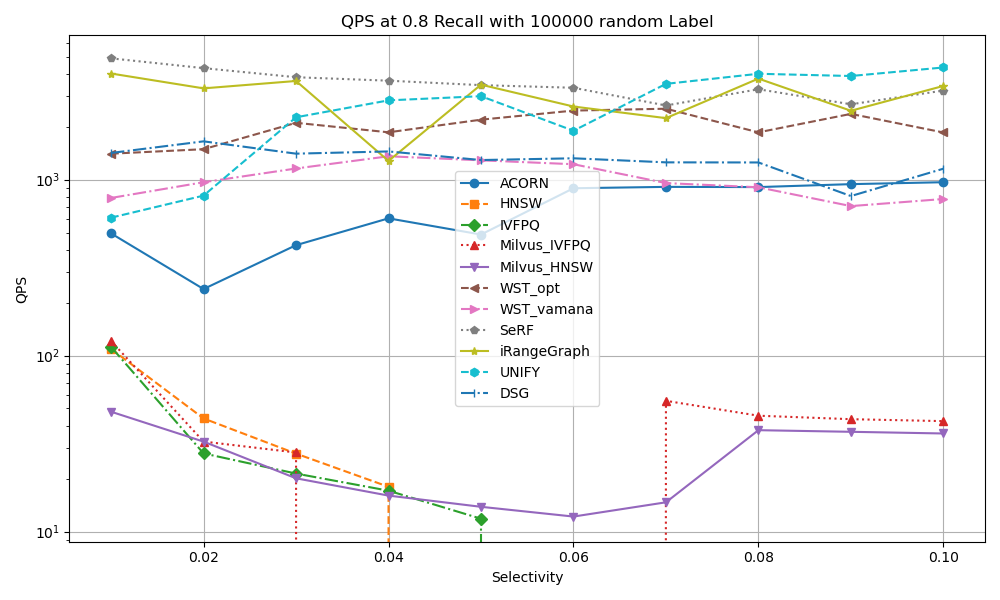 QPS at 0.8 Recall with 100000 random Label
QPS
10³
10²
10¹
ACORN
HNSW
IVFPQ
Milvus_IVFPQ
Milvus_HNSW
WST_opt
WST_vamana
SeRF
iRangeGraph
UNIFY
DSG
0.02 0.04 0.06 0.08 0.10
Selectivity